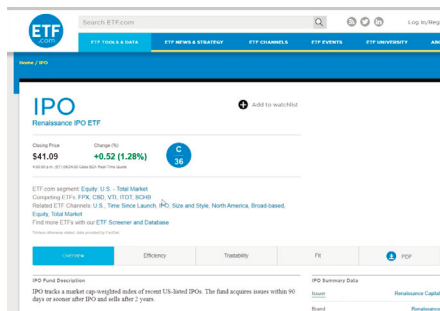 ETF
.com
Search ETF.com
Log In/Reg
ETF TOOLS & DATA
ETF NEWS & STRATEGY
ETF CHANNELS
ETF EVENTS
ETF UNIVERSITY
Home / IPO
IPO
Add to watchlist
Renaissance IPO ETF
Closing Price
Change (%)
$41.09
+0.52 (1.28%)
C
36
ETF.com segment: Equity: U.S. - Total Market
Competing ETFs: FPX, CBD, VTI, ITOT, SCHB
Related ETF Channels: U.S., Time Since Launch, IPO, Size and Style, North America, Broad-based,
Equity, Total Market
Find more ETFs with our ETF Screener and Database
Overview
Efficiency
Tradability
Fit
PDF
IPO Fund Description
IPO Summary Data
IPO tracks a market cap-weighted index of recent US-listed IPOs. The fund acquires issues within 90
days or sooner after IPO and sells after 2 years.
Issuer
Renaissance Capital
Brand
Renaissance